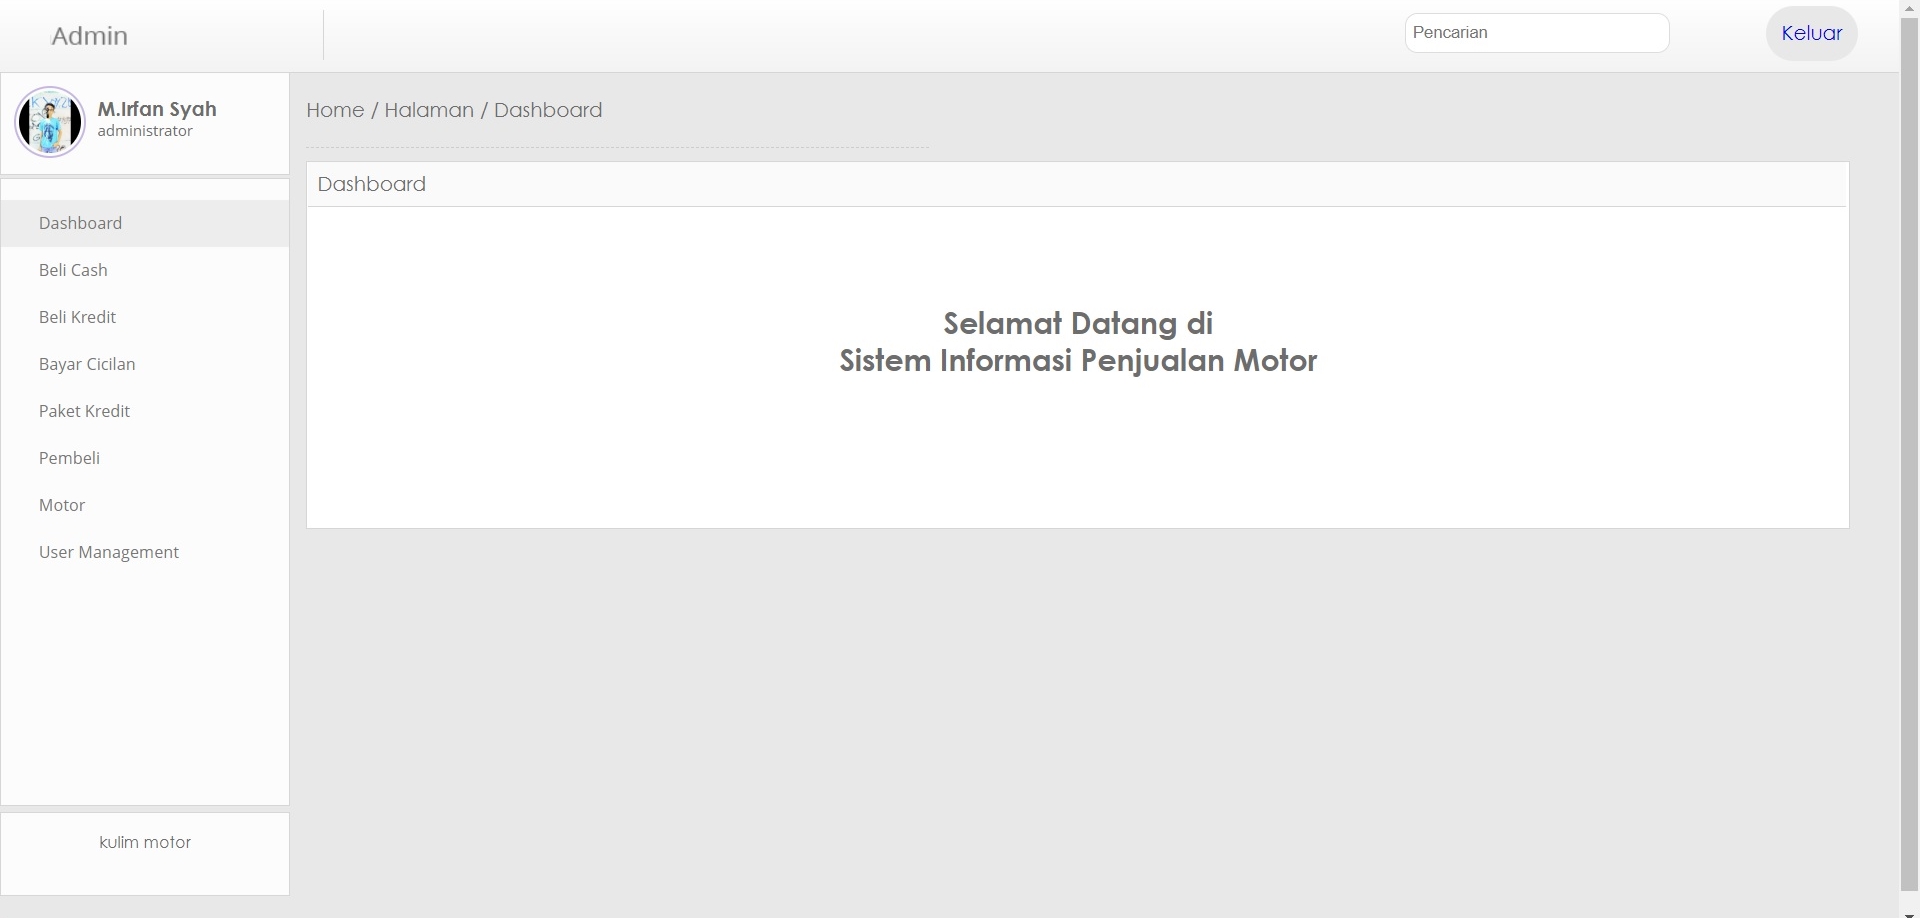 Admin
Pencarian
Keluar
M.Irfan Syah
administrator
Home / Halaman / Dashboard
Dashboard
Dashboard
Beli Cash
Beli Kredit
Bayar Cicilan
Paket Kredit
Pembeli
Motor
User Management
Selamat Datang di
Sistem Informasi Penjualan Motor
kulim motor